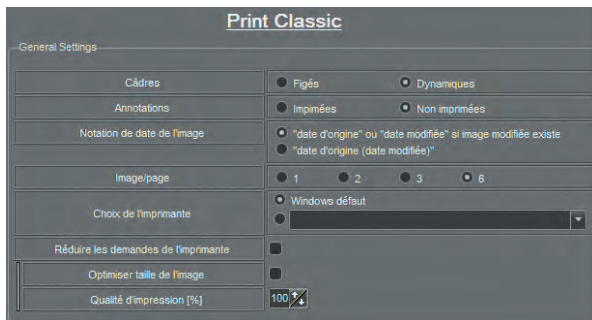 Print Classic
General Settings
Câdres Figés Dynamiques
Annotations Impimées Non imprimées
Notation de date de l'image "date d'origine" ou "date modifiée" si image modifiée existe
"date d'origine (date modifiée)"
Image/page 1 2 3 6
Windows défaut
Choix de l'imprimante
Réduire les demandes de l'imprimante
Optimiser taille de l'image
Qualité d'impression [%] 100